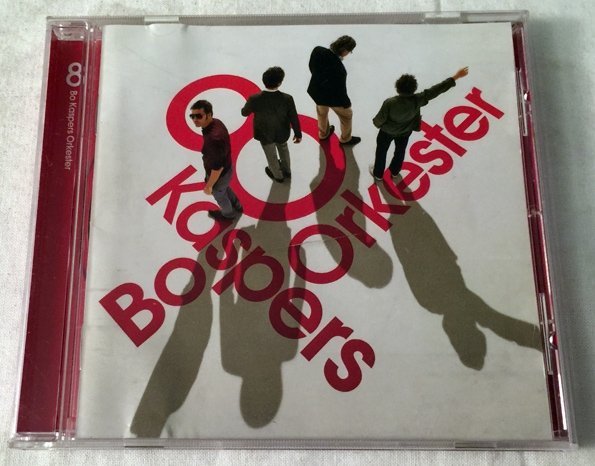 8
Bo Kaspers Orkester
8
Bo
Kaspers
Orkester